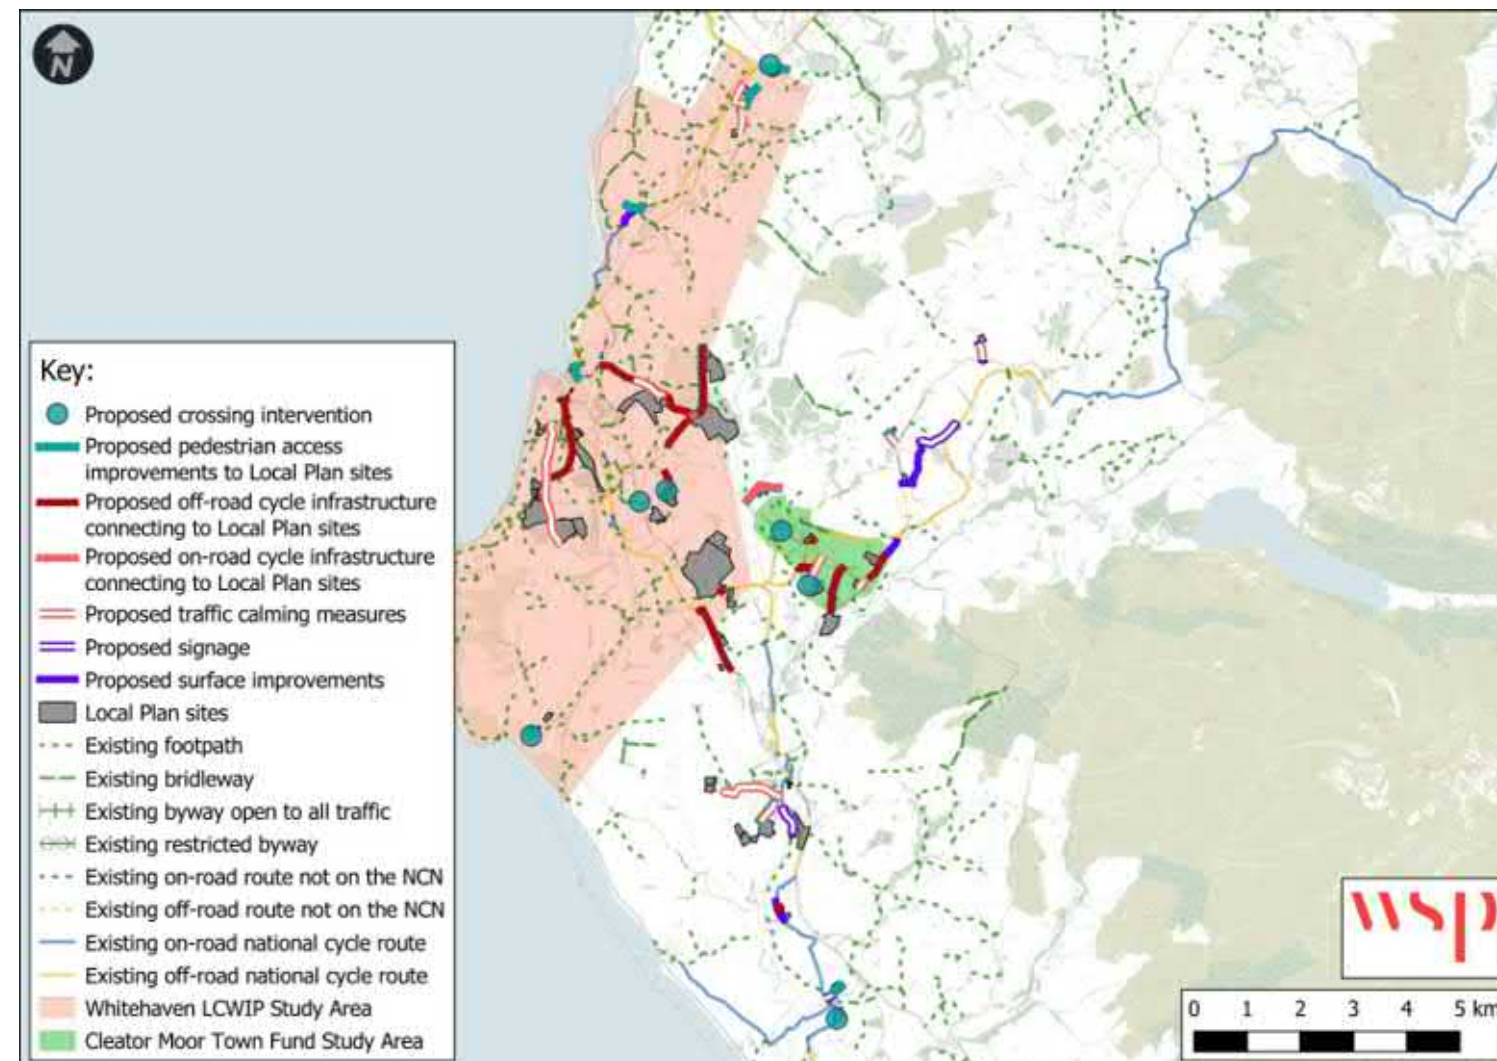 N
Key:
Proposed crossing intervention
Proposed pedestrian access
improvements to Local Plan sites
Proposed off-road cycle infrastructure
connecting to Local Plan sites
Proposed on-road cycle infrastructure
connecting to Local Plan sites
Proposed traffic calming measures
Proposed signage
Proposed surface improvements
Local Plan sites
Existing footpath
Existing bridleway
Existing byway open to all traffic
Existing restricted byway
Existing on-road route not on the NCN
Existing off-road route not on the NCN
Existing on-road national cycle route
Existing off-road national cycle route
Whitehaven LCWIP Study Area
Cleator Moor Town Fund Study Area
wsp
0 1 2 3 4 5 km